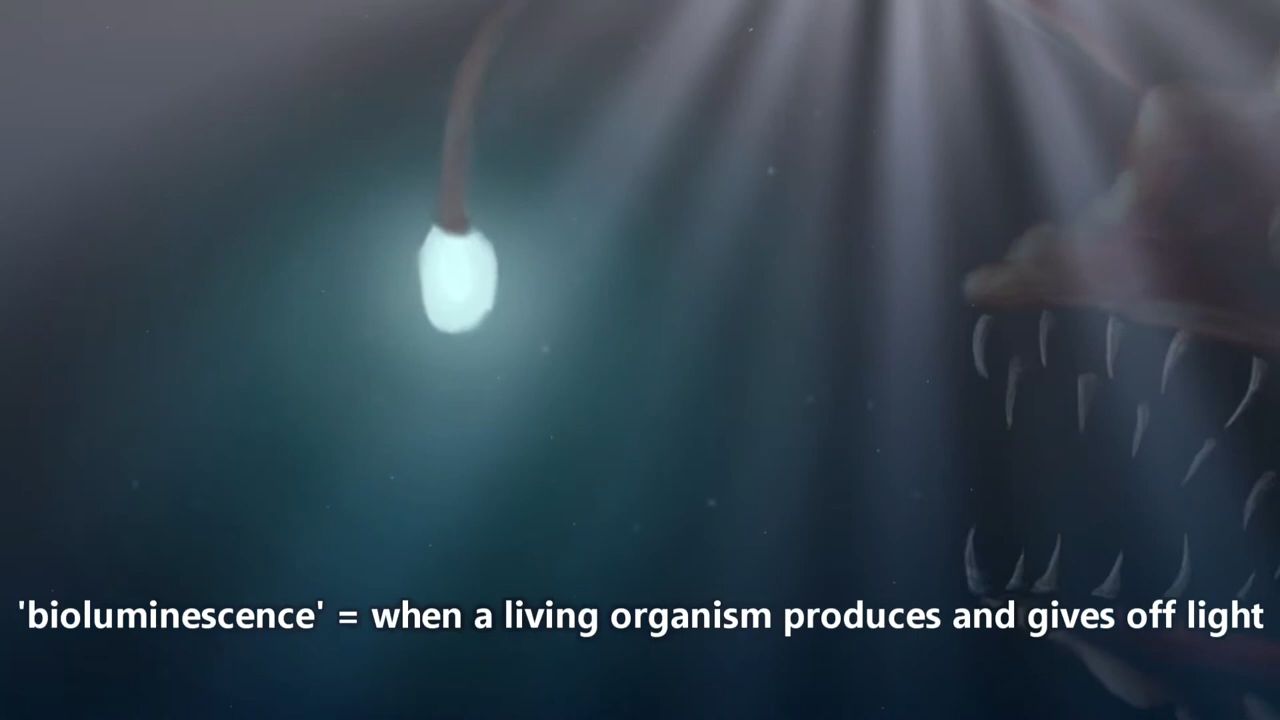 'bioluminescence' = when a living organism produces and gives off light